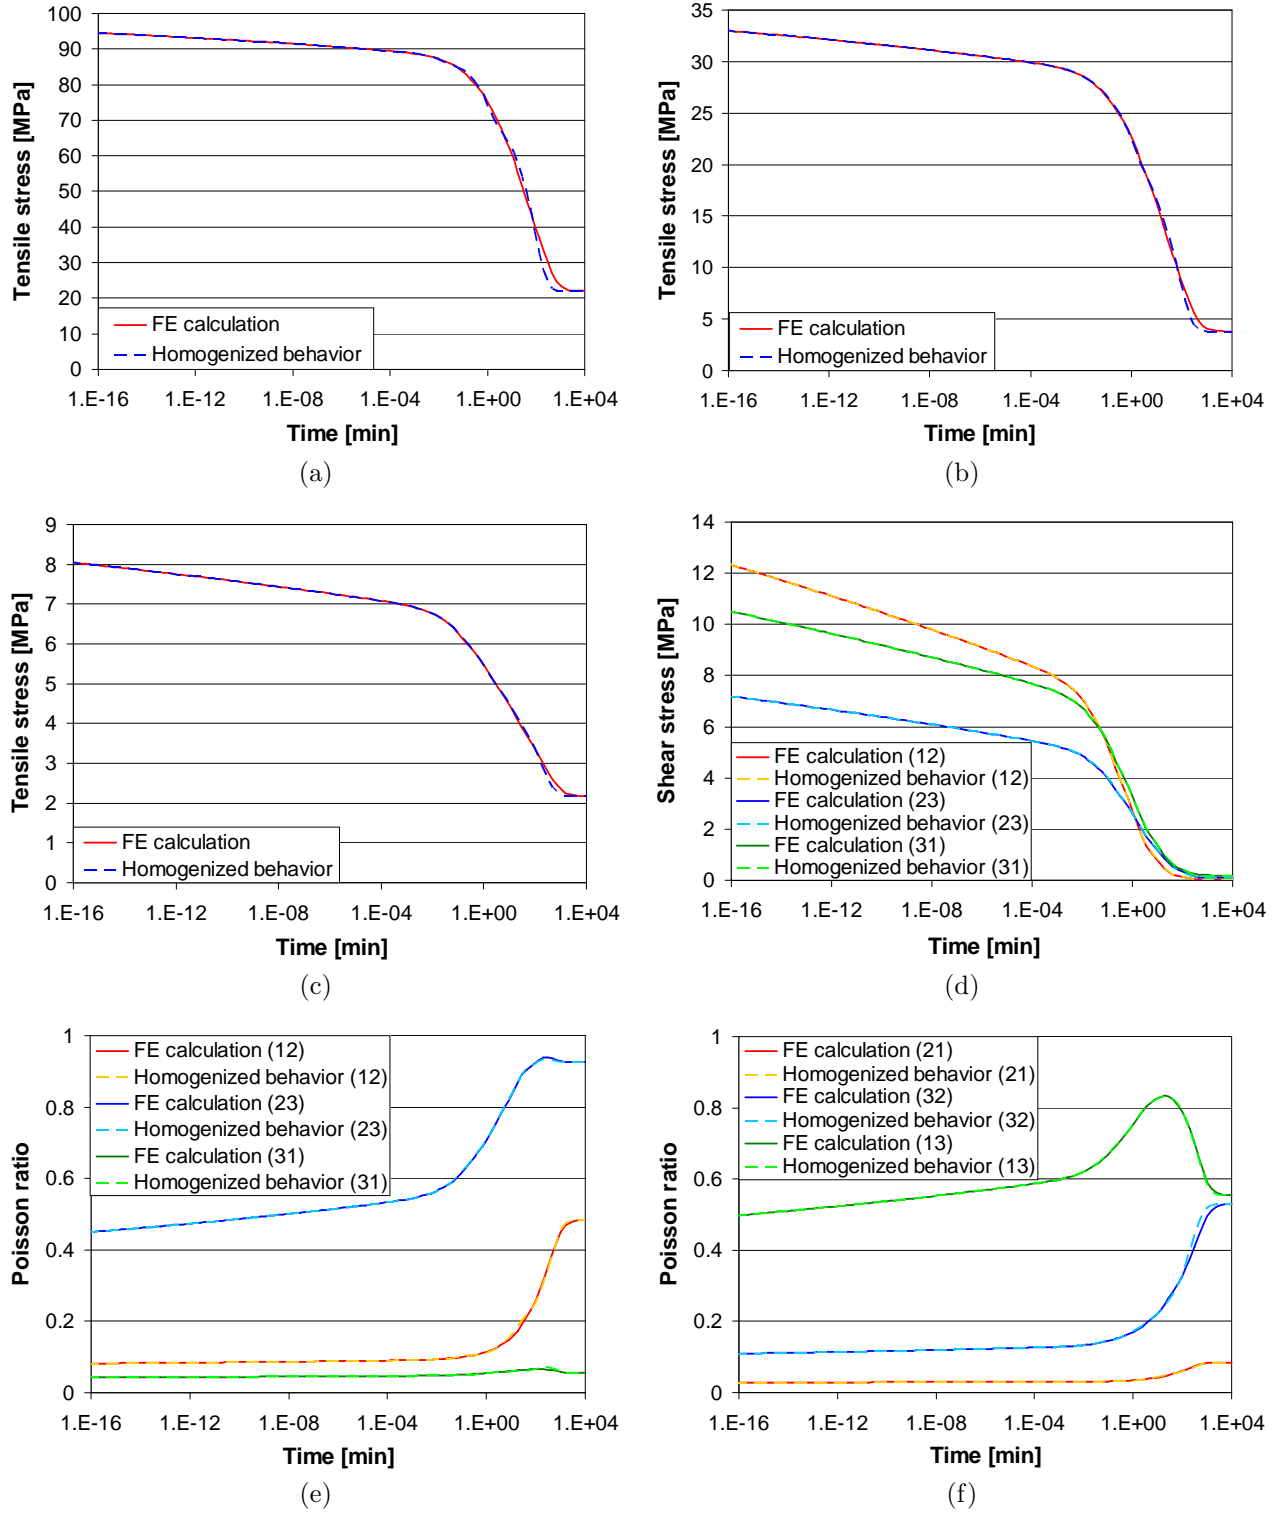 100
90
80
70
60
50
40
30
20
10
0
Tensile stress [MPa]
FE calculation
Homogenized behavior
1.E-16 1.E-12 1.E-08 1.E-04 1.E+00 1.E+04
Time [min]
(a)
35
30
25
20
15
10
5
0
Tensile stress [MPa]
FE calculation
Homogenized behavior
1.E-16 1.E-12 1.E-08 1.E-04 1.E+00 1.E+04
Time [min]
(b)
9
8
7
6
5
4
3
2
1
0
Tensile stress [MPa]
FE calculation
Homogenized behavior
1.E-16 1.E-12 1.E-08 1.E-04 1.E+00 1.E+04
Time [min]
(c)
14
12
10
8
6
4
2
0
Shear stress [MPa]
FE calculation (12)
Homogenized behavior (12)
FE calculation (23)
Homogenized behavior (23)
FE calculation (31)
Homogenized behavior (31)
1.E-16 1.E-12 1.E-08 1.E-04 1.E+00 1.E+04
Time [min]
(d)
1
0.8
0.6
0.4
0.2
0
Poisson ratio
FE calculation (12)
Homogenized behavior (12)
FE calculation (23)
Homogenized behavior (23)
FE calculation (31)
Homogenized behavior (31)
1.E-16 1.E-12 1.E-08 1.E-04 1.E+00 1.E+04
Time [min]
(e)
1
0.8
0.6
0.4
0.2
0
Poisson ratio
FE calculation (21)
Homogenized behavior (21)
FE calculation (32)
Homogenized behavior (32)
FE calculation (13)
Homogenized behavior (13)
1.E-16 1.E-12 1.E-08 1.E-04 1.E+00 1.E+04
Time [min]
(f)